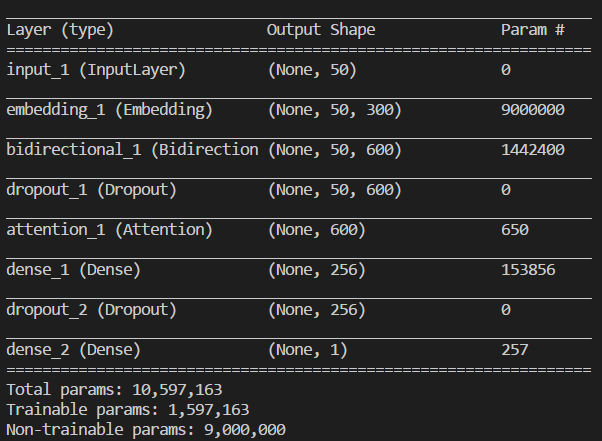 Layer (type) Output Shape Param #
=================================================================
input_1 (InputLayer) (None, 50) 0
embedding_1 (Embedding) (None, 50, 300) 9000000
bidirectional_1 (Bidirection (None, 50, 600) 1442400
dropout_1 (Dropout) (None, 50, 600) 0
attention_1 (Attention) (None, 600) 650
dense_1 (Dense) (None, 256) 153856
dropout_2 (Dropout) (None, 256) 0
dense_2 (Dense) (None, 1) 257
=================================================================
Total params: 10,597,163
Trainable params: 1,597,163
Non-trainable params: 9,000,000